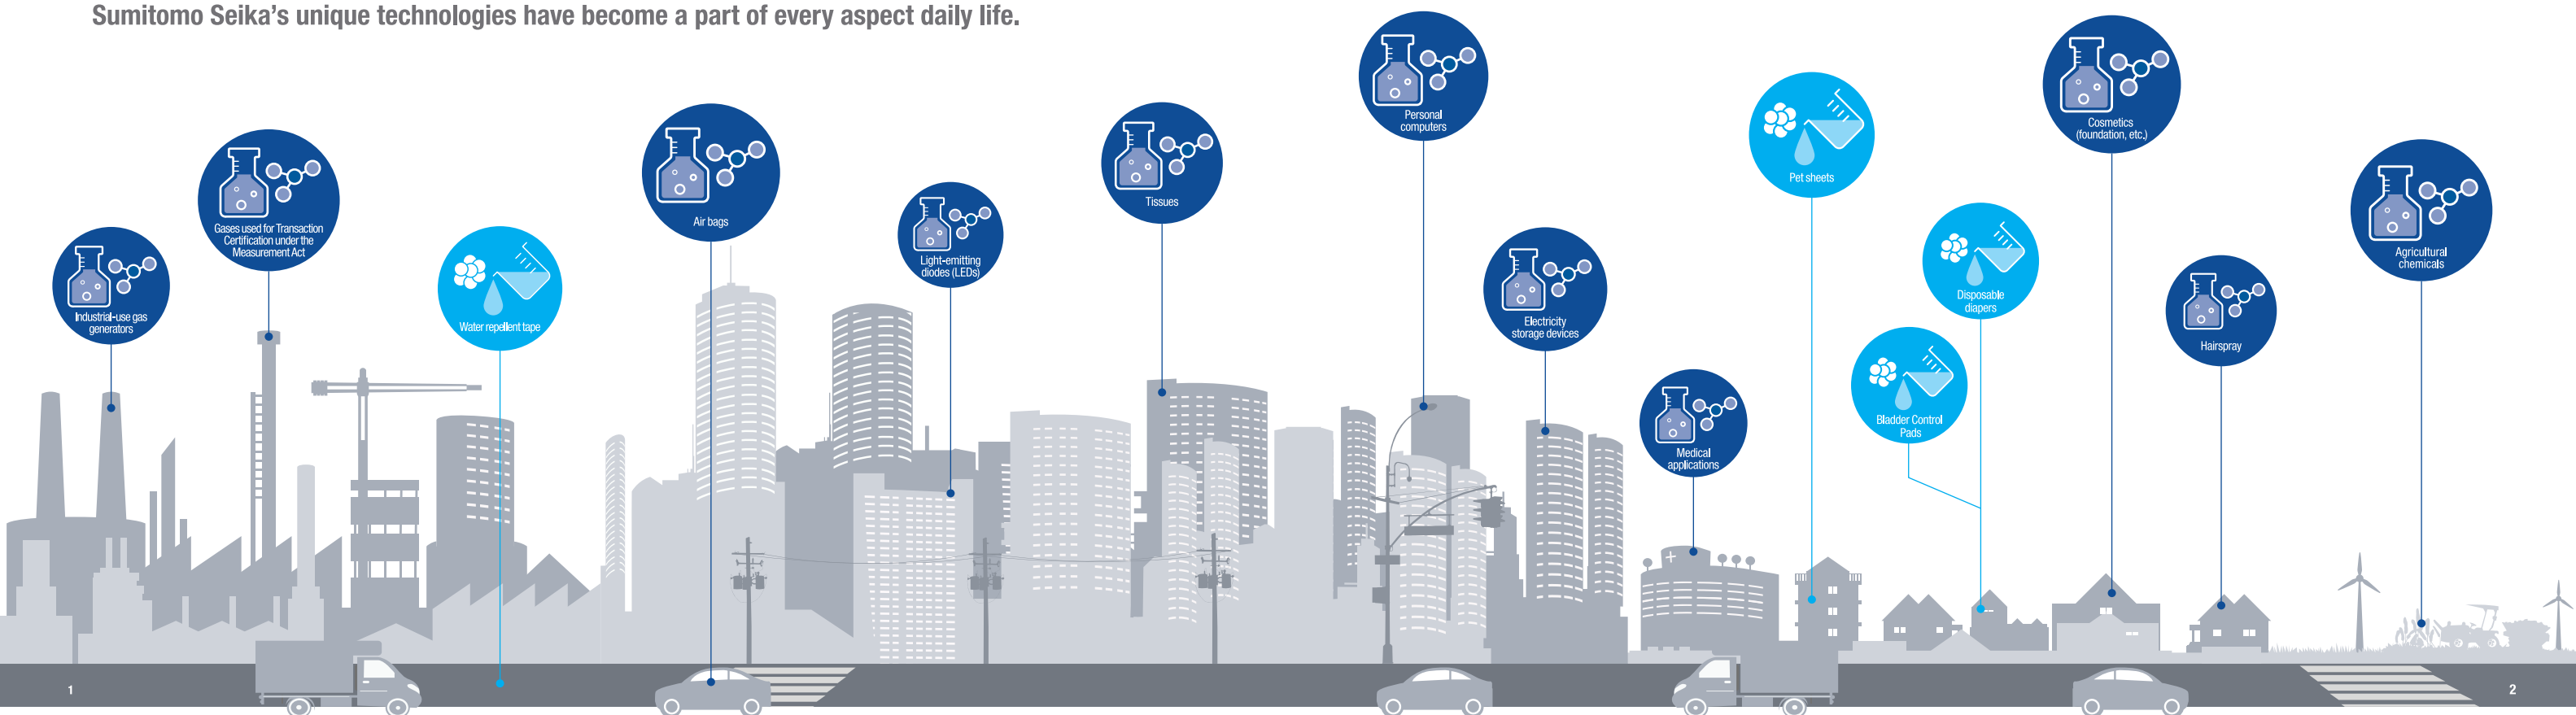 Sumitomo Seika's unique technologies have become a part of every aspect daily life.
Industrial-use gas
generators
Gases used for Transaction
Certification under the
Measurement Act
Water repellent tape
Air bags
Light-emitting
diodes (LEDs)
Tissues
Personal
computers
Electricity
storage devices
Medical
applications
Pet sheets
Bladder Control
Pads
Disposable
diapers
Cosmetics
(foundation, etc.)
Hairspray
Agricultural
chemicals
1
2